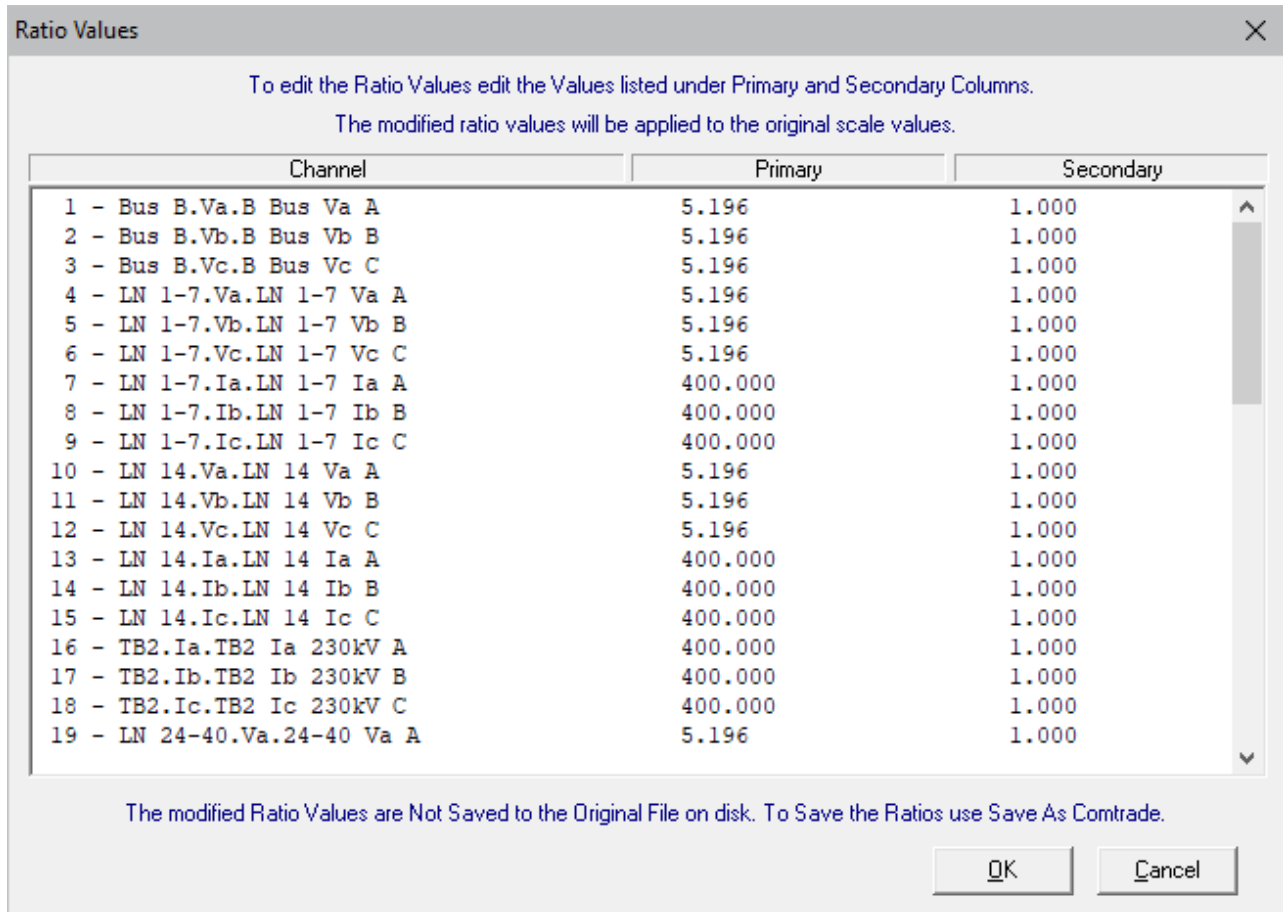 Ratio Values
To edit the Ratio Values edit the Values listed under Primary and Secondary Columns.
The modified ratio values will be applied to the original scale values.
Channel Primary Secondary
1 - Bus B.Va.B Bus Va A 5.196 1.000
2 - Bus B.Vb.B Bus Vb B 5.196 1.000
3 - Bus B.Vc.B Bus Vc C 5.196 1.000
4 - LN 1-7.Va.LN 1-7 Va A 5.196 1.000
5 - LN 1-7.Vb.LN 1-7 Vb B 5.196 1.000
6 - LN 1-7.Vc.LN 1-7 Vc C 5.196 1.000
7 - LN 1-7.Ia.LN 1-7 Ia A 400.000 1.000
8 - LN 1-7.Ib.LN 1-7 Ib B 400.000 1.000
9 - LN 1-7.Ic.LN 1-7 Ic C 400.000 1.000
10 - LN 14.Va.LN 14 Va A 5.196 1.000
11 - LN 14.Vb.LN 14 Vb B 5.196 1.000
12 - LN 14.Vc.LN 14 Vc C 5.196 1.000
13 - LN 14.Ia.LN 14 Ia A 400.000 1.000
14 - LN 14.Ib.LN 14 Ib B 400.000 1.000
15 - LN 14.Ic.LN 14 Ic C 400.000 1.000
16 - TB2.Ia.TB2 Ia 230kV A 400.000 1.000
17 - TB2.Ib.TB2 Ib 230kV B 400.000 1.000
18 - TB2.Ic.TB2 Ic 230kV C 400.000 1.000
19 - LN 24-40.Va.24-40 Va A 5.196 1.000
The modified Ratio Values are Not Saved to the Original File on disk. To Save the Ratios use Save As Comtrade.
OK Cancel